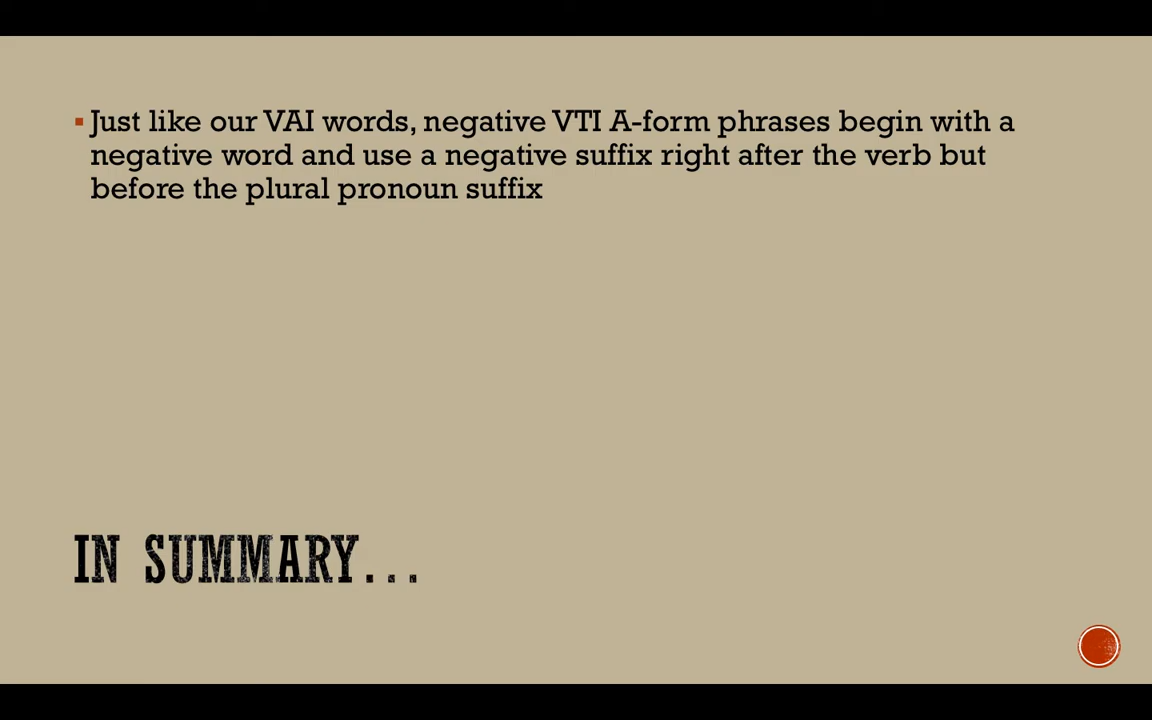 ▪ Just like our VAI words, negative VTI A-form phrases begin with a
negative word and use a negative suffix right after the verb but
before the plural pronoun suffix
IN SUMMARY...